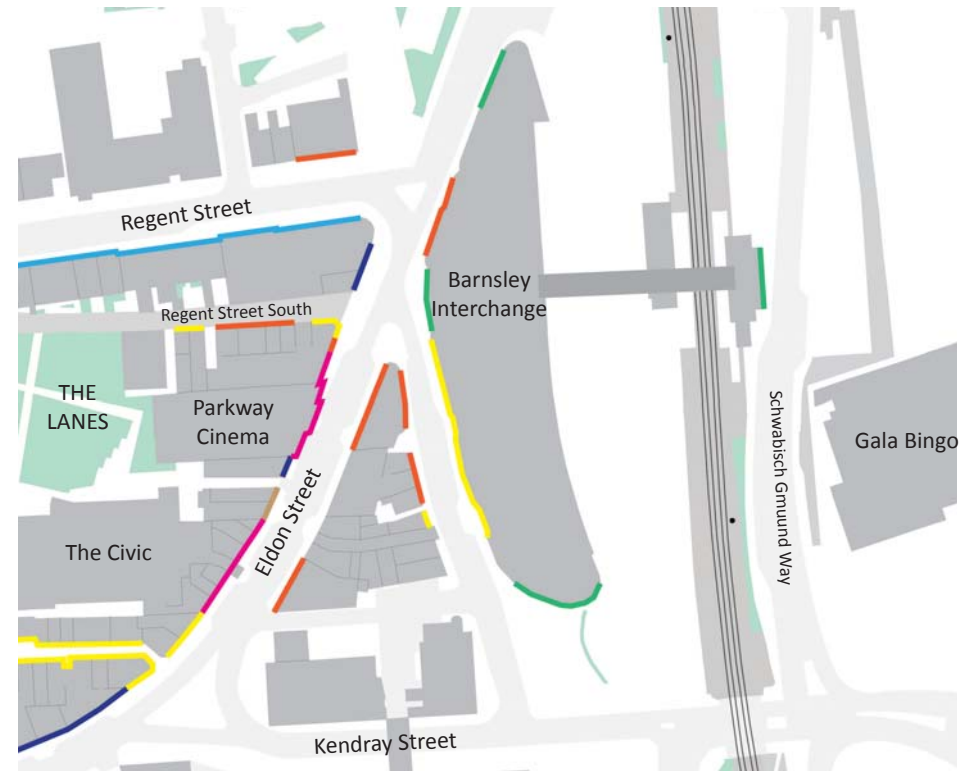 Regent Street
Barnsley
Interchange
Regent Street South
THE
LANES
Parkway
Cinema
Schwabisch Gmuund Way
Gala Bingo
Eldon Street
The Civic
Kendray Street